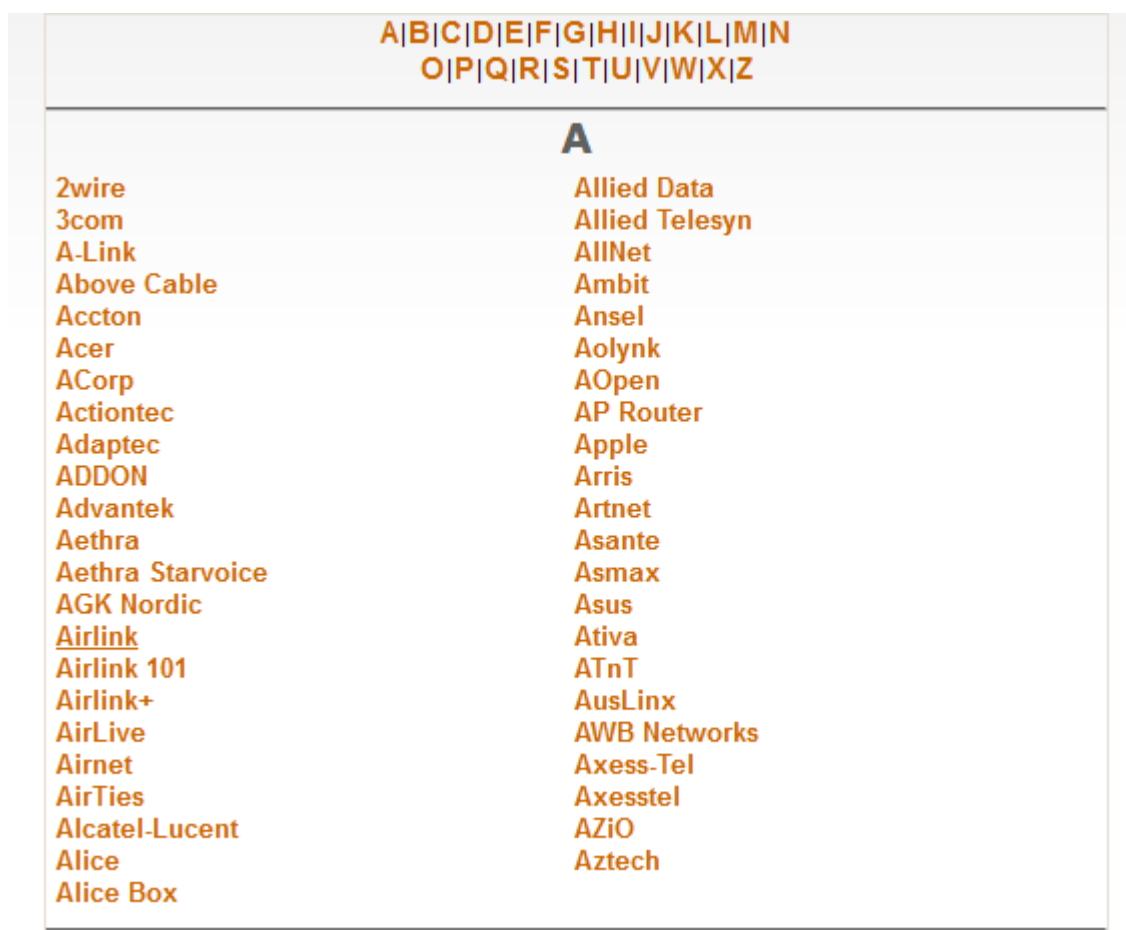 A|B|C|D|E|F|G|H|I|J|K|L|M|N
O|P|Q|R|S|T|U|V|W|X|Z
A
2wire
3com
A-Link
Above Cable
Accton
Acer
ACorp
Actiontec
Adaptec
ADDON
Advantek
Aethra
Aethra Starvoice
AGK Nordic
Airlink
Airlink 101
Airlink+
AirLive
Airnet
AirTies
Alcatel-Lucent
Alice
Alice Box
Allied Data
Allied Telesyn
AllNet
Ambit
Ansel
Aolynk
AOpen
AP Router
Apple
Arris
Artnet
Asante
Asmax
Asus
Ativa
ATnT
AusLinx
AWB Networks
Axess-Tel
Axesstel
AZiO
Aztech